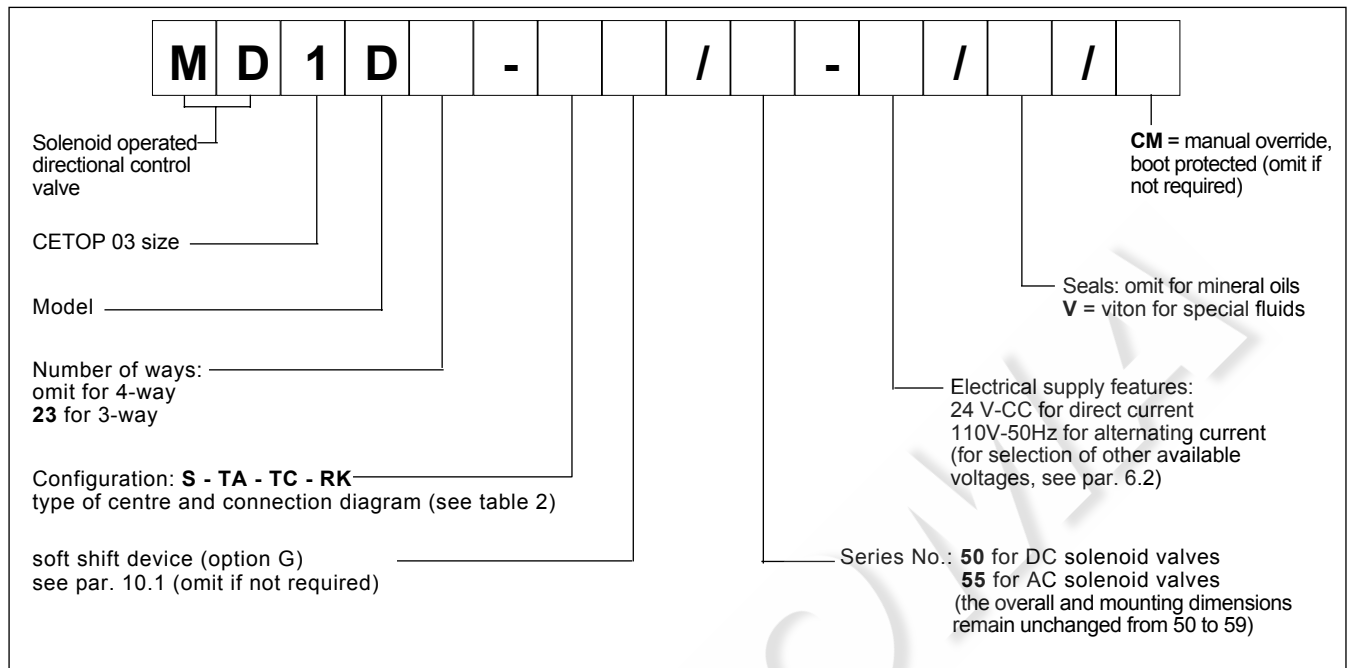 M D 1 D - / - / /
Solenoid operated
directional control
valve
CETOP 03 size
Model
Number of ways:
omit for 4-way
23 for 3-way
Configuration: S - TA - TC - RK
type of centre and connection diagram (see table 2)
soft shift device (option G)
see par. 10.1 (omit if not required)
CM = manual override,
boot protected (omit if
not required)
Seals: omit for mineral oils
V = viton for special fluids
Electrical supply features:
24 V-CC for direct current
110V-50Hz for alternating current
(for selection of other available
voltages, see par. 6.2)
Series No.: 50 for DC solenoid valves
55 for AC solenoid valves
(the overall and mounting dimensions
remain unchanged from 50 to 59)